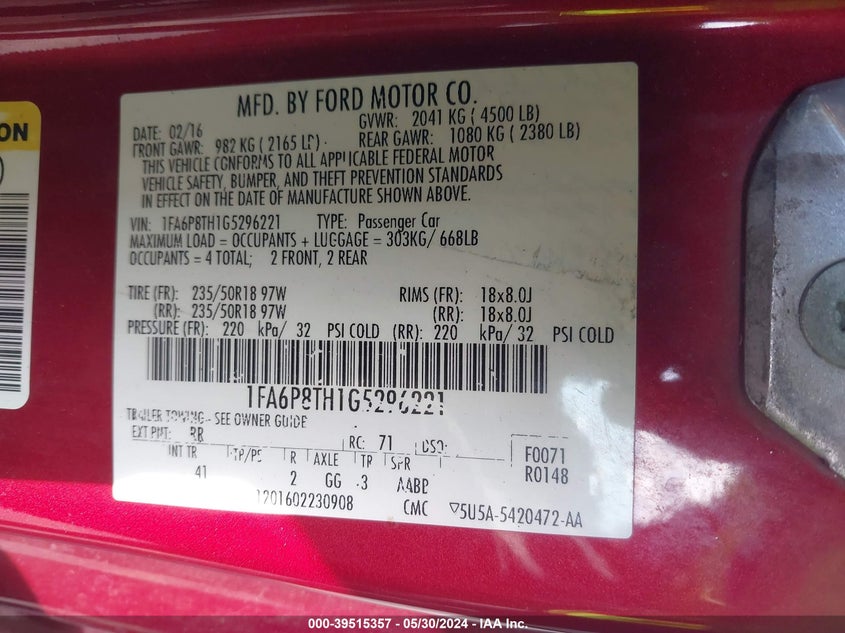 ON
MFD. BY FORD MOTOR CO.
DATE: 02/16 GVWR: 2041 KG ( 4500 LB)
FRONT GAWR: 982 KG ( 2165 LB) REAR GAWR: 1080 KG ( 2380 LB)
THIS VEHICLE CONFORMS TO ALL APPLICABLE FEDERAL MOTOR
VEHICLE SAFETY, BUMPER, AND THEFT PREVENTION STANDARDS
IN EFFECT ON THE DATE OF MANUFACTURE SHOWN ABOVE.
VIN: 1FA6P8TH1G5296221 TYPE: Passenger Car
MAXIMUM LOAD = OCCUPANTS + LUGGAGE = 303KG/ 668LB
OCCUPANTS = 4 TOTAL; 2 FRONT, 2 REAR
TIRE (FR): 235/50R18 97W RIMS (FR): 18x8.0J
(RR): 235/50R18 97W (RR): 18x8.0J
PRESSURE (FR): 220 kPa/ 32 PSI COLD (RR): 220 kPa/ 32 PSI COLD
1FA6P8TH1G5296221
TRAILER TOWING - SEE OWNER GUIDE
EXT PNT: RR RC: 71 DSO: F0071
INT TR TP/PS R AXLE TR SPR R0148
41 2 GG 3 AABB
1201602230908 CMC ▽5U5A-5420472-AA
000-39515357 - 05/30/2024 - IAA Inc.